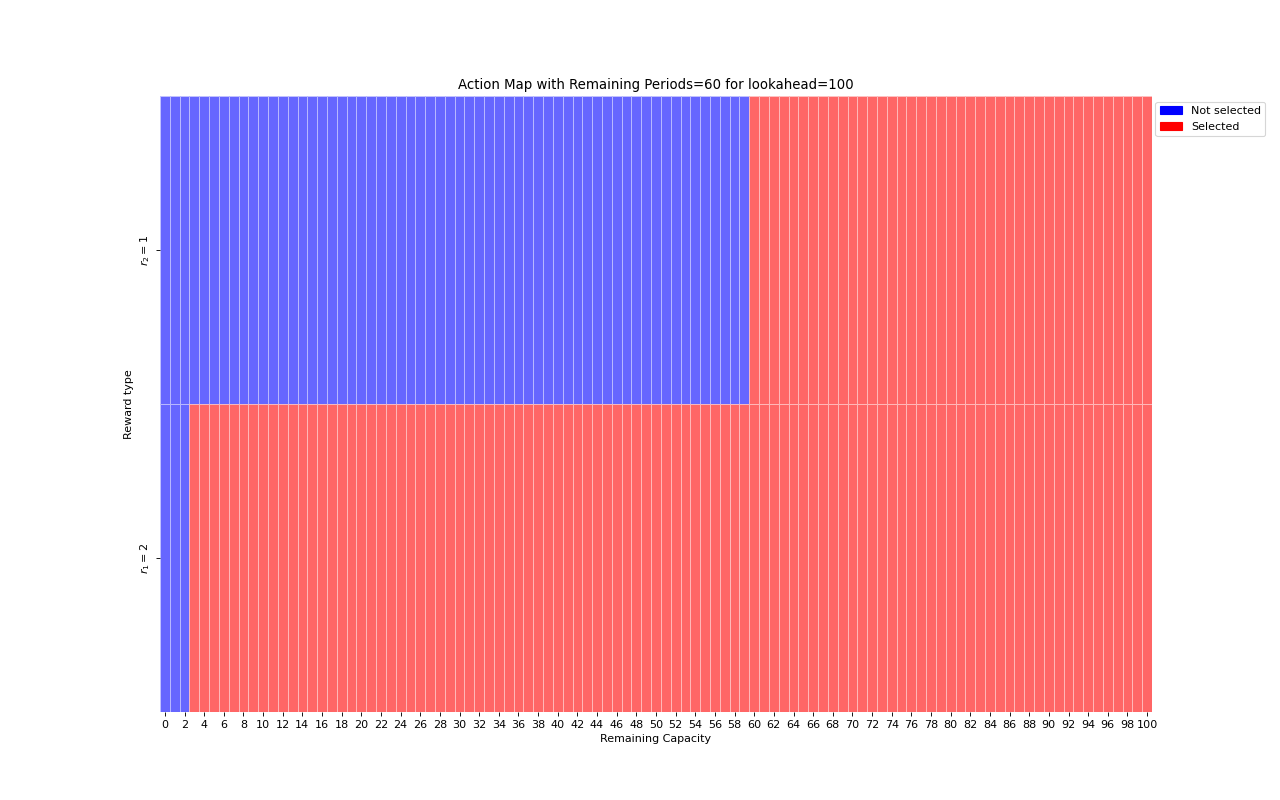 Action Map with Remaining Periods=60 for lookahead=100
Not selected
Selected
r₂ = 1
Reward type
r₁ = 2
0 2 4 6 8 10 12 14 16 18 20 22 24 26 28 30 32 34 36 38 40 42 44 46 48 50 52 54 56 58 60 62 64 66 68 70 72 74 76 78 80 82 84 86 88 90 92 94 96 98 100
Remaining Capacity